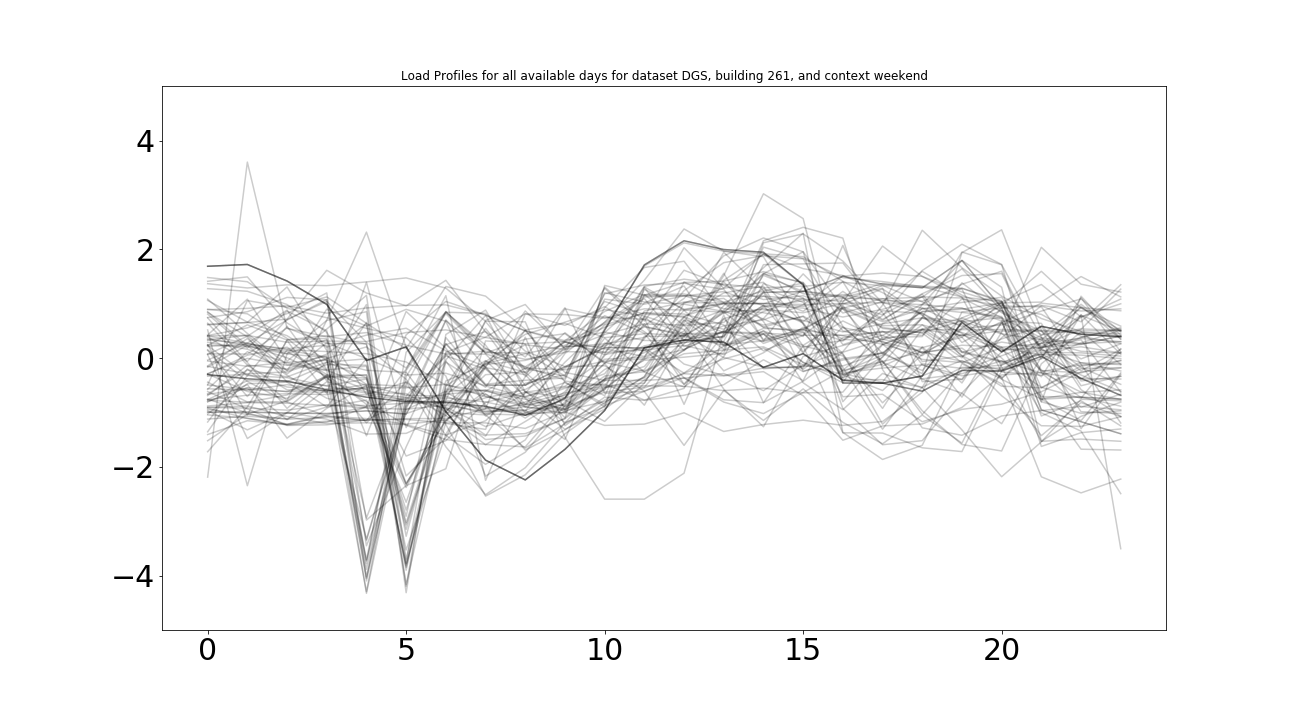 Load Profiles for all available days for dataset DGS, building 261, and context weekend
4
2
0
−2
−4
0 5 10 15 20